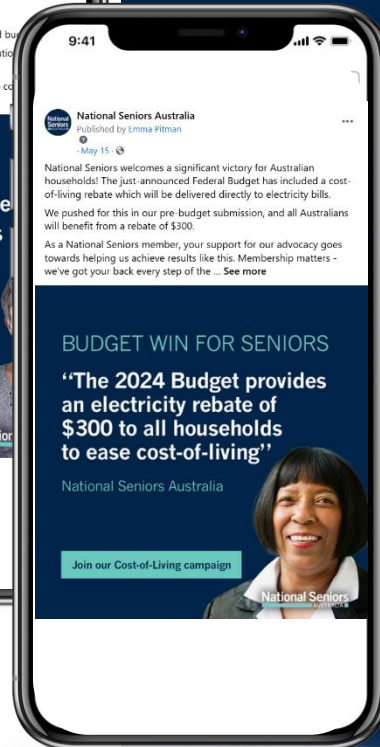 9:41
National Seniors Australia
Published by Emma Pitman
· May 15 ·
National Seniors welcomes a significant victory for Australian
households! The just-announced Federal Budget has included a cost-
of-living rebate which will be delivered directly to electricity bills.
We pushed for this in our pre-budget submission, and all Australians
will benefit from a rebate of $300.
As a National Seniors member, your support for our advocacy goes
towards helping us achieve results like this. Membership matters -
we've got your back every step of the ... See more
BUDGET WIN FOR SENIORS
“The 2024 Budget provides
an electricity rebate of
$300 to all households
to ease cost-of-living”
National Seniors Australia
Join our Cost-of-Living campaign
National Seniors
AUSTRALIA